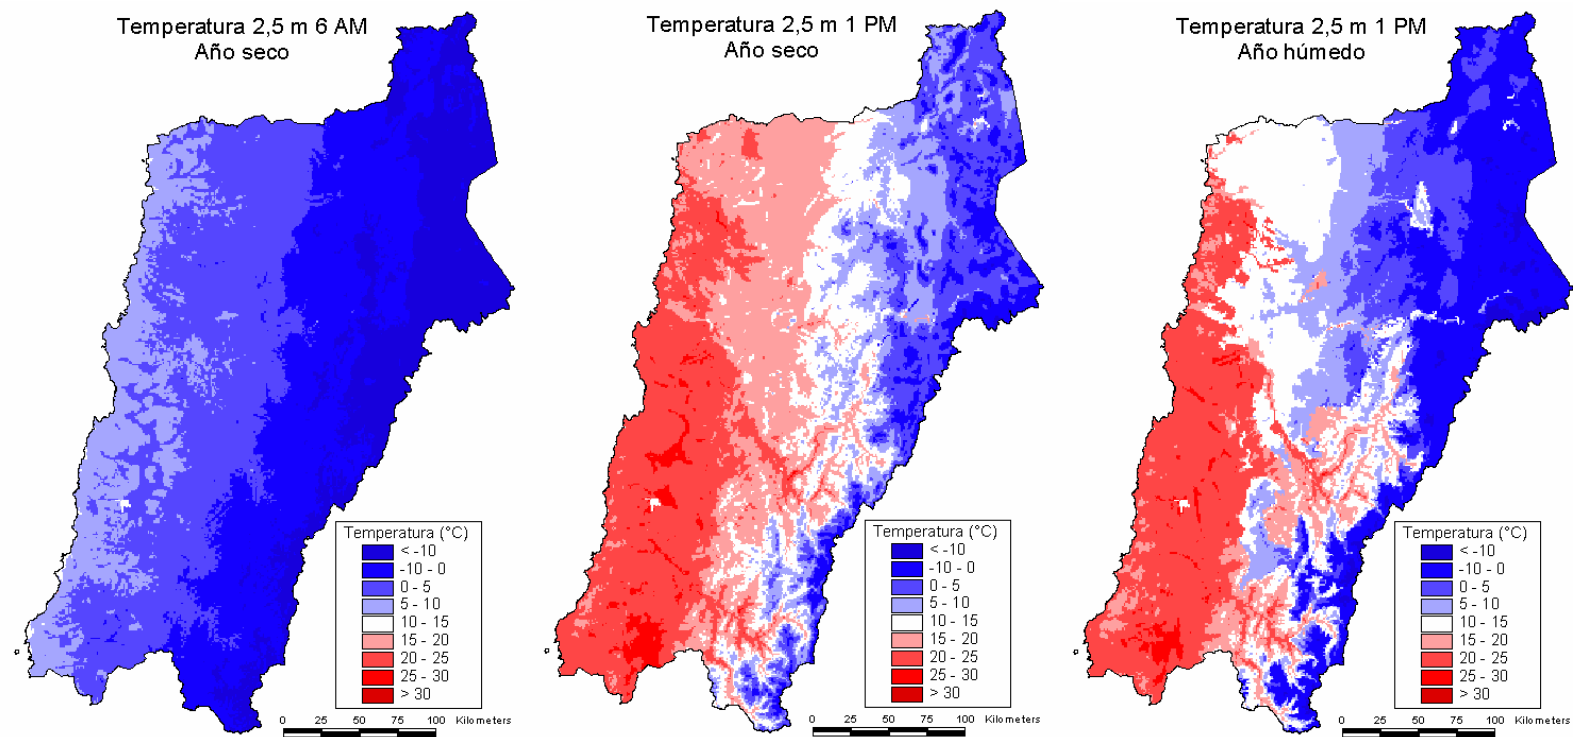 Temperatura 2,5 m 6 AM
Año seco
Temperatura 2,5 m 1 PM
Año seco
Temperatura 2,5 m 1 PM
Año húmedo
Temperatura (°C)
< -10
-10 - 0
0 - 5
5 - 10
10 - 15
15 - 20
20 - 25
25 - 30
> 30
0 25 50 75 100 Kilometers
Temperatura (°C)
< -10
-10 - 0
0 - 5
5 - 10
10 - 15
15 - 20
20 - 25
25 - 30
> 30
0 25 50 75 100 Kilometers
Temperatura (°C)
< -10
-10 - 0
0 - 5
5 - 10
10 - 15
15 - 20
20 - 25
25 - 30
> 30
0 25 50 75 100 Kilometers